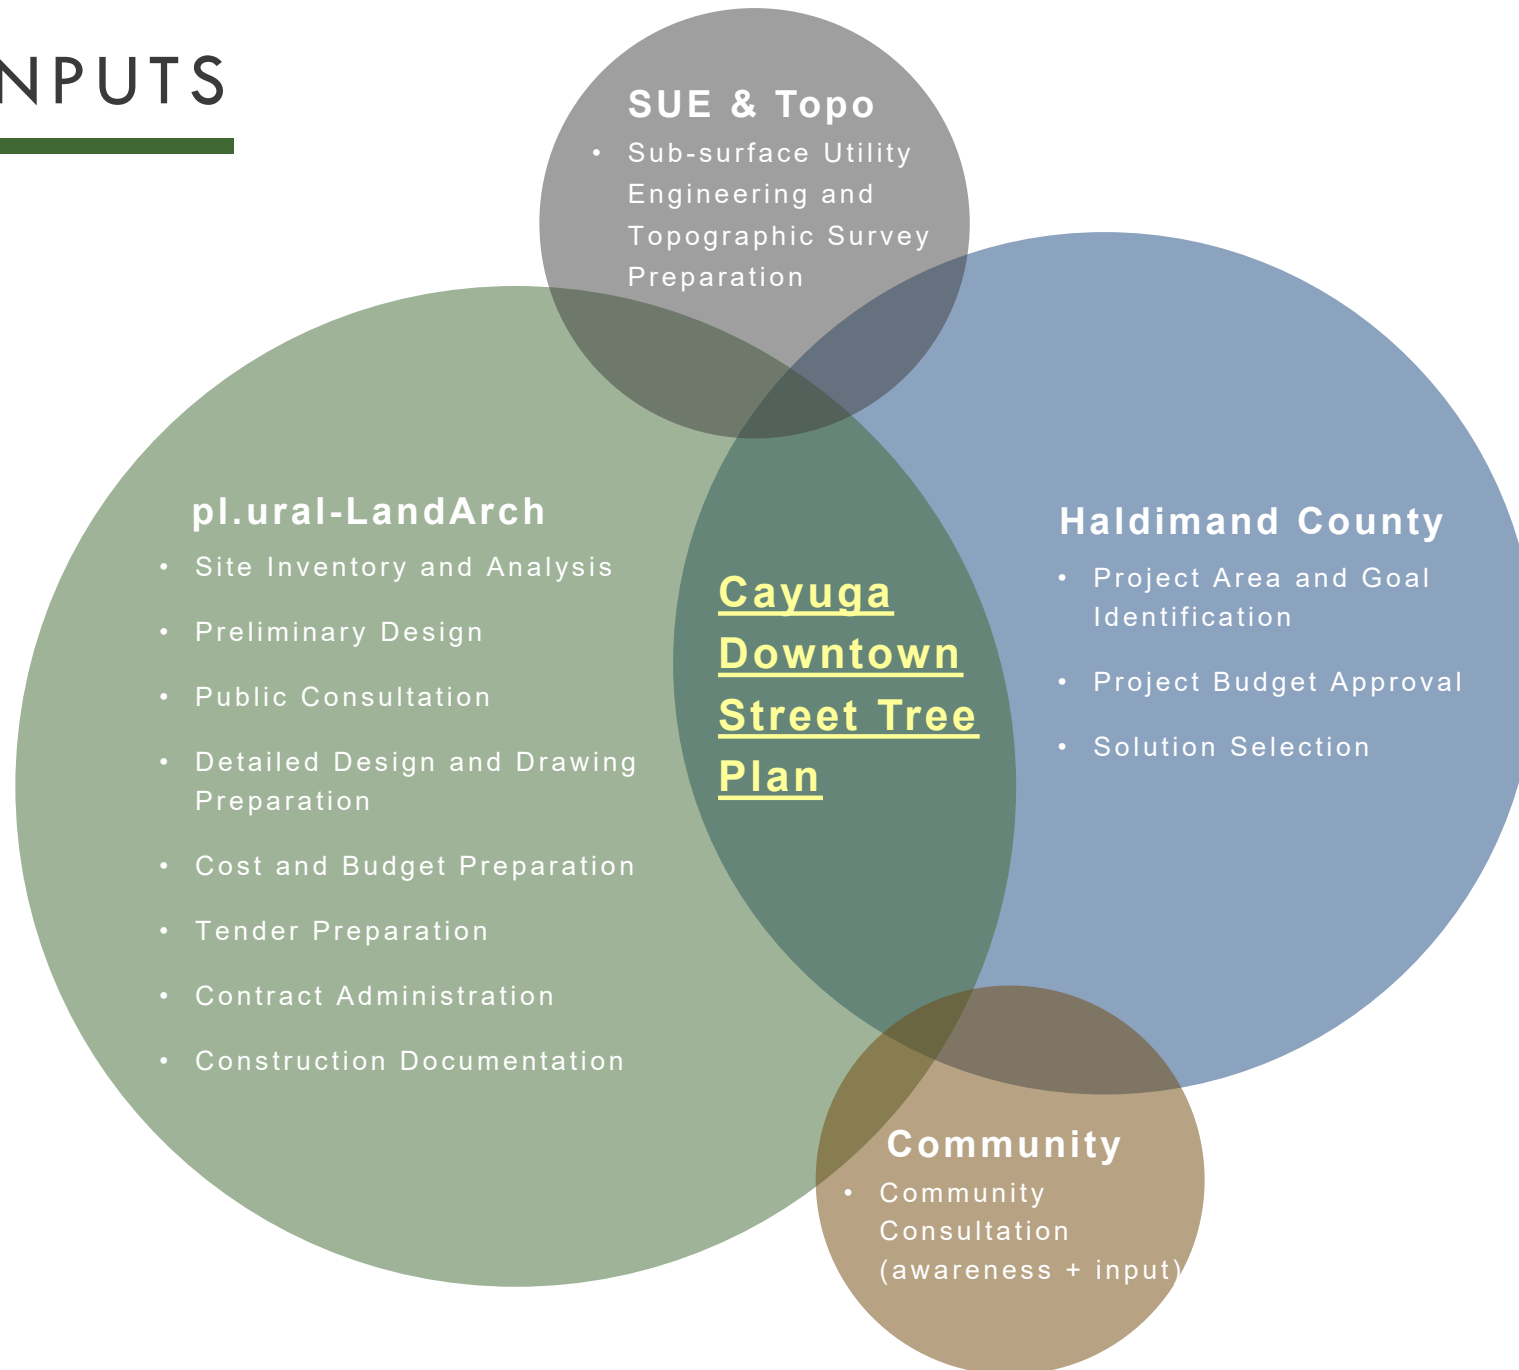 NPUTS
SUE & Topo
• Sub-surface Utility
Engineering and
Topographic Survey
Preparation
pl.ural-LandArch
• Site Inventory and Analysis
• Preliminary Design
• Public Consultation
• Detailed Design and Drawing
Preparation
• Cost and Budget Preparation
• Tender Preparation
• Contract Administration
• Construction Documentation
Cayuga
Downtown
Street Tree
Plan
Haldimand County
• Project Area and Goal
Identification
• Project Budget Approval
• Solution Selection
Community
• Community
Consultation
(awareness + input)